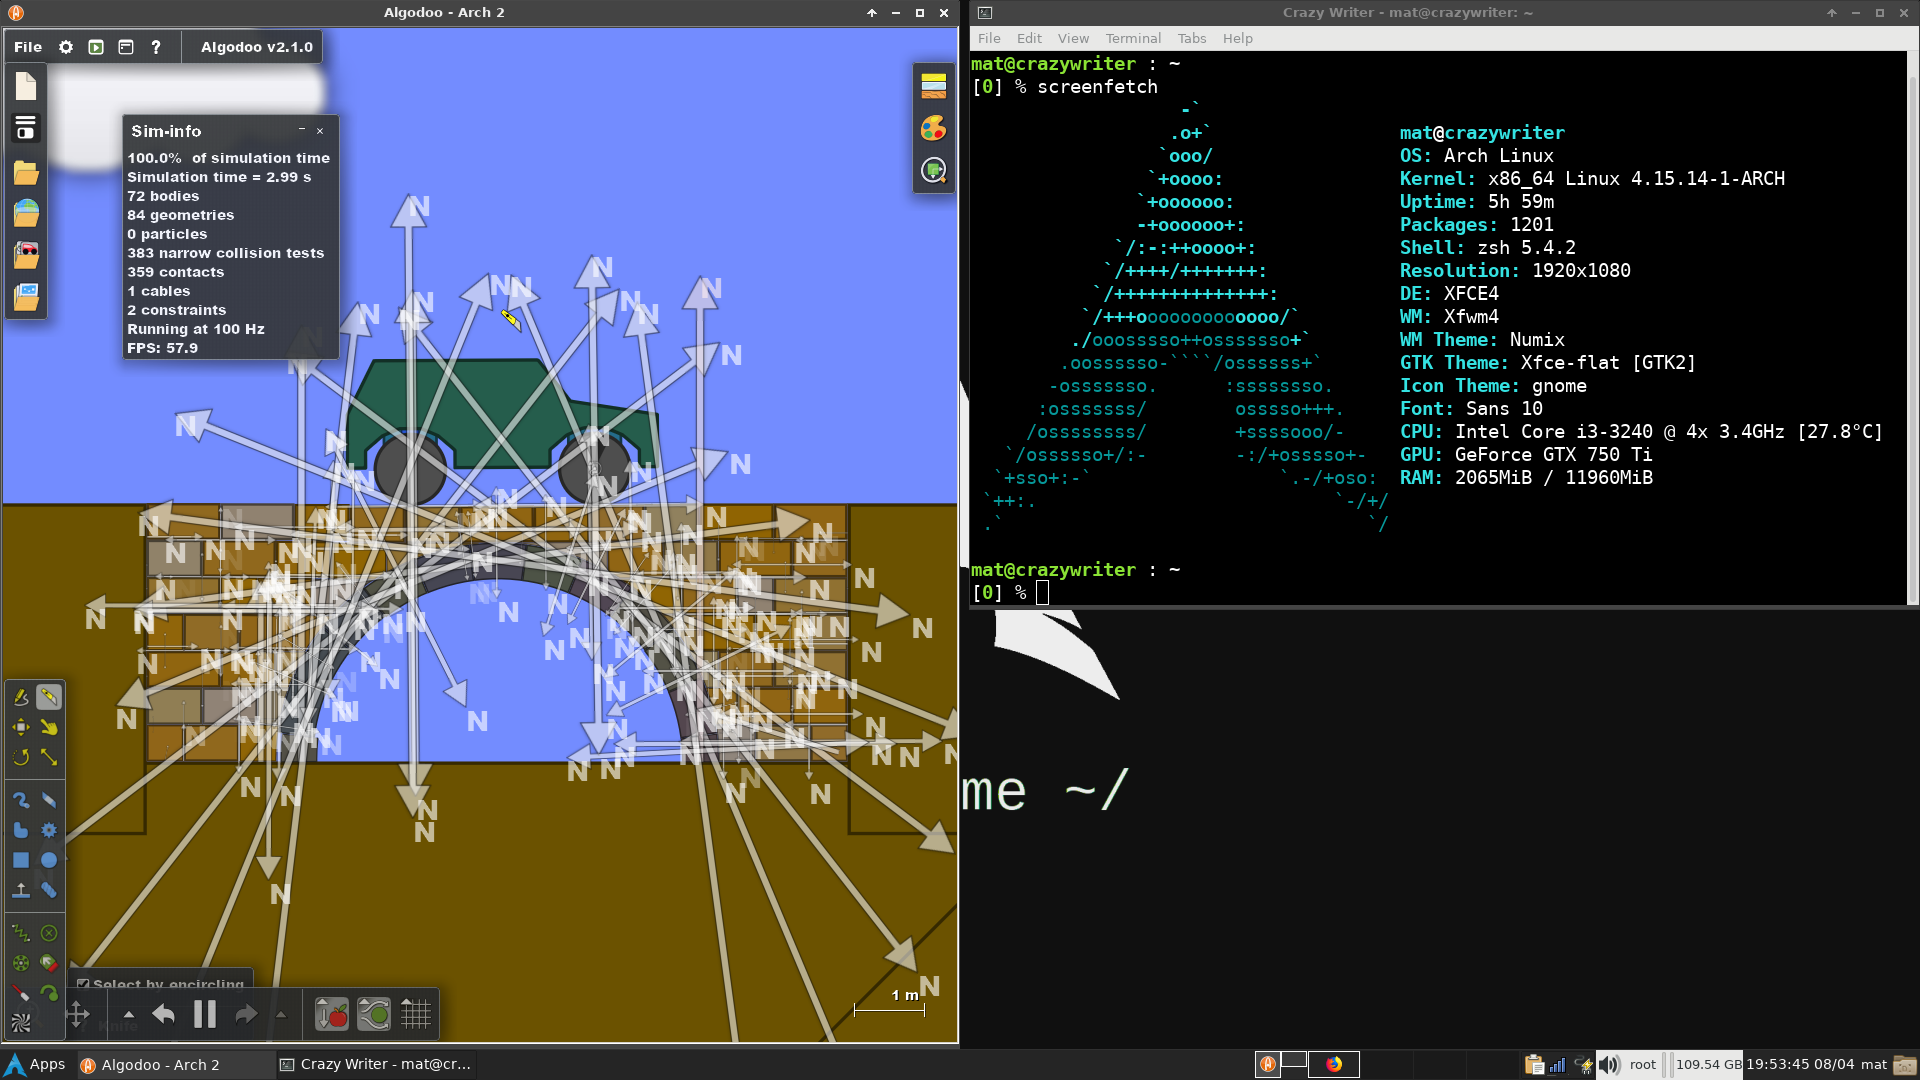 Algodoo - Arch 2
File
?
Algodoo v2.1.0
Sim-info
100.0%  of simulation time
Simulation time = 2.99 s
72 bodies
84 geometries
0 particles
383 narrow collision tests
359 contacts
1 cables
2 constraints
Running at 100 Hz
FPS: 57.9
Select by encircling
Knife
1 m
Crazy Writer - mat@crazywriter: ~
File Edit View Terminal Tabs Help
mat@crazywriter : ~
[0] % screenfetch
mat@crazywriter
OS: Arch Linux
Kernel: x86_64 Linux 4.15.14-1-ARCH
Uptime: 5h 59m
Packages: 1201
Shell: zsh 5.4.2
Resolution: 1920x1080
DE: XFCE4
WM: Xfwm4
WM Theme: Numix
GTK Theme: Xfce-flat [GTK2]
Icon Theme: gnome
Font: Sans 10
CPU: Intel Core i3-3240 @ 4x 3.4GHz [27.8°C]
GPU: GeForce GTX 750 Ti
RAM: 2065MiB / 11960MiB
mat@crazywriter : ~
[0] %
me ~/
Apps
Algodoo - Arch 2
Crazy Writer - mat@cr...
root
109.54 GB
19:53:45 08/04
mat